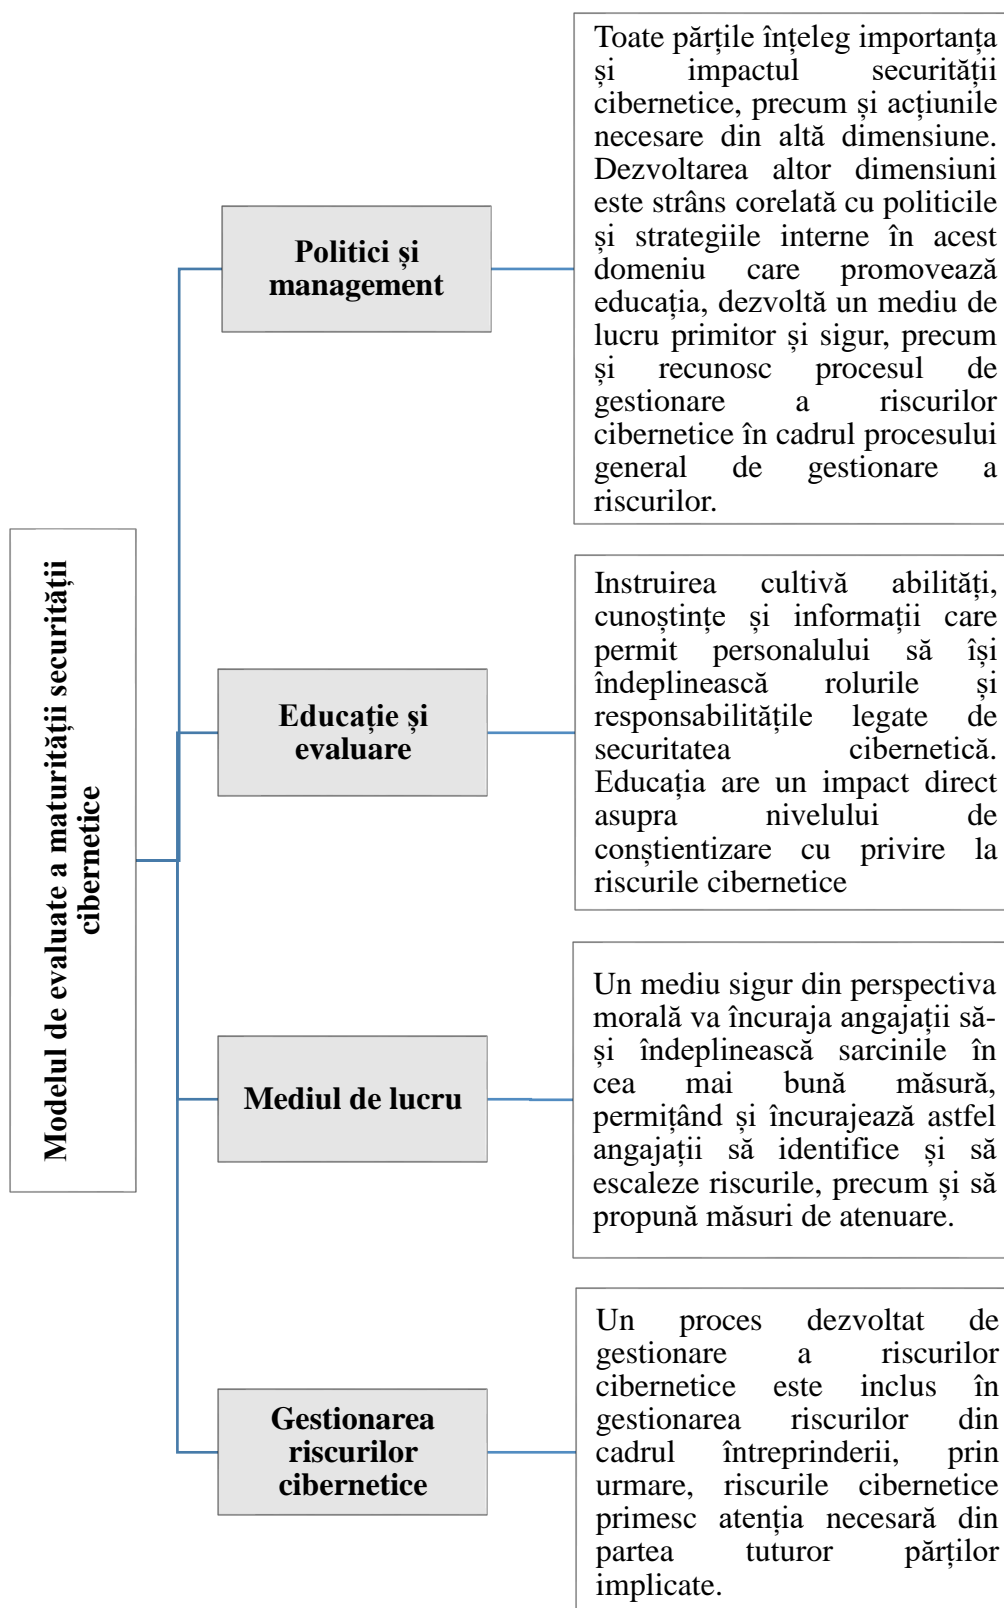 Modelul de evaluate a maturității securității
cibernetice
Politici și
management
Toate părțile înțeleg importanța
și impactul securității
cibernetice, precum și acțiunile
necesare din altă dimensiune.
Dezvoltarea altor dimensiuni
este strâns corelată cu politicile
și strategiile interne în acest
domeniu care promovează
educația, dezvoltă un mediu de
lucru primitor și sigur, precum
și recunosc procesul de
gestionare a riscurilor
cibernetice în cadrul procesului
general de gestionare a
riscurilor.
Educație și
evaluare
Instruirea cultivă abilități,
cunoștințe și informații care
permit personalului să își
îndeplinească rolurile și
responsabilitățile legate de
securitatea cibernetică.
Educația are un impact direct
asupra nivelului de
conștientizare cu privire la
riscurile cibernetice
Mediul de lucru
Un mediu sigur din perspectiva
morală va încuraja angajații să-
și îndeplinească sarcinile în
cea mai bună măsură,
permițând și încurajează astfel
angajații să identifice și să
escaleze riscurile, precum și să
propună măsuri de atenuare.
Gestionarea
riscurilor
cibernetice
Un proces dezvoltat de
gestionare a riscurilor
cibernetice este inclus în
gestionarea riscurilor din
cadrul întreprinderii, prin
urmare, riscurile cibernetice
primesc atenția necesară din
partea tuturor părților
implicate.